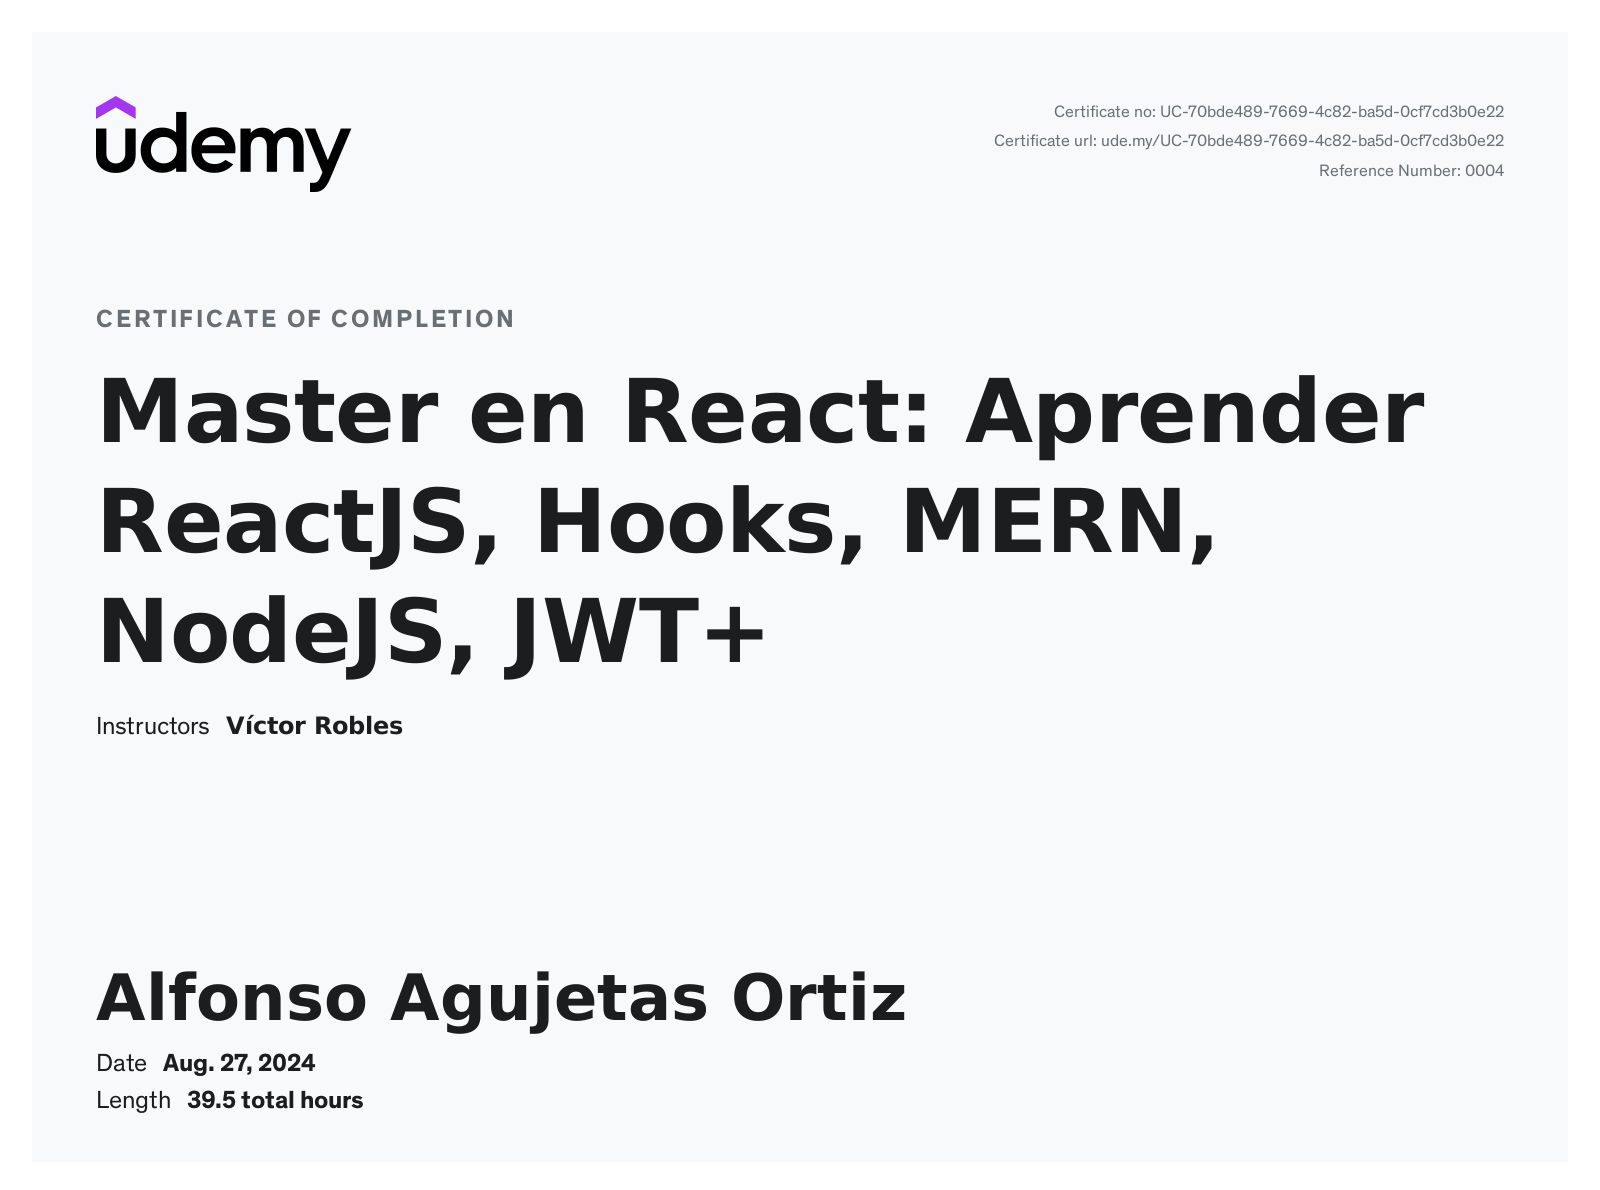 udemy
Certificate no: UC-70bde489-7669-4c82-ba5d-0cf7cd3b0e22
Certificate url: ude.my/UC-70bde489-7669-4c82-ba5d-0cf7cd3b0e22
Reference Number: 0004
CERTIFICATE OF COMPLETION
Master en React: Aprender
ReactJS, Hooks, MERN,
NodeJS, JWT+
Instructors Víctor Robles
Alfonso Agujetas Ortiz
Date Aug. 27, 2024
Length 39.5 total hours